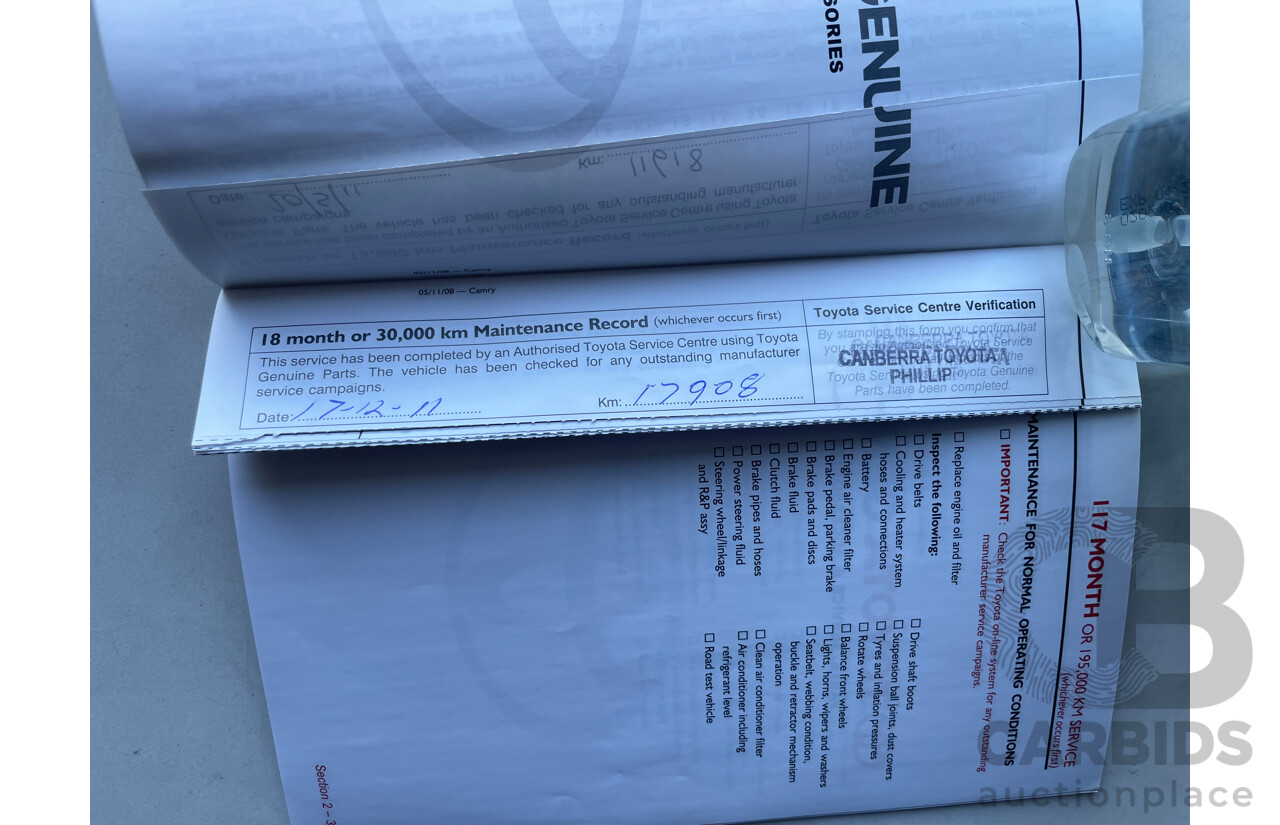 GENUINE
SORIES
Km: 11618
Date: 20/5/11
05/11/08 — Camry
18 month or 30,000 km Maintenance Record (whichever occurs first)
This service has been completed by an Authorised Toyota Service Centre using Toyota
Genuine Parts. The vehicle has been checked for any outstanding manufacturer
service campaigns.
Date: 17-12-11
Km: 17908
Toyota Service Centre Verification
By stamping this form you confirm that
Toyota Genuine
Parts have been completed.
CANBERRA TOYOTA
PHILLIP
117 MONTH OR 195,000 KM SERVICE
(whichever occurs first)
MAINTENANCE FOR NORMAL OPERATING CONDITIONS
IMPORTANT: Check the Toyota on-line system for any outstanding
manufacturer service campaigns.
Replace engine oil and filter
Inspect the following:
Drive belts
Cooling and heater system
hoses and connections
Battery
Engine air cleaner filter
Brake pedal, parking brake
Brake pads and discs
Brake fluid
Clutch fluid
Brake pipes and hoses
Power steering fluid
Steering wheel/linkage
and R&P assy
Drive shaft boots
Suspension ball joints, dust covers
Tyres and inflation pressures
Rotate wheels
Balance front wheels
Lights, horns, wipers and washers
Seatbelt, webbing condition,
buckle and retractor mechanism
operation
Clean air conditioner filter
Air conditioner including
refrigerant level
Road test vehicle
Section 2 – 3
CB
CARBIDS
auctionplace